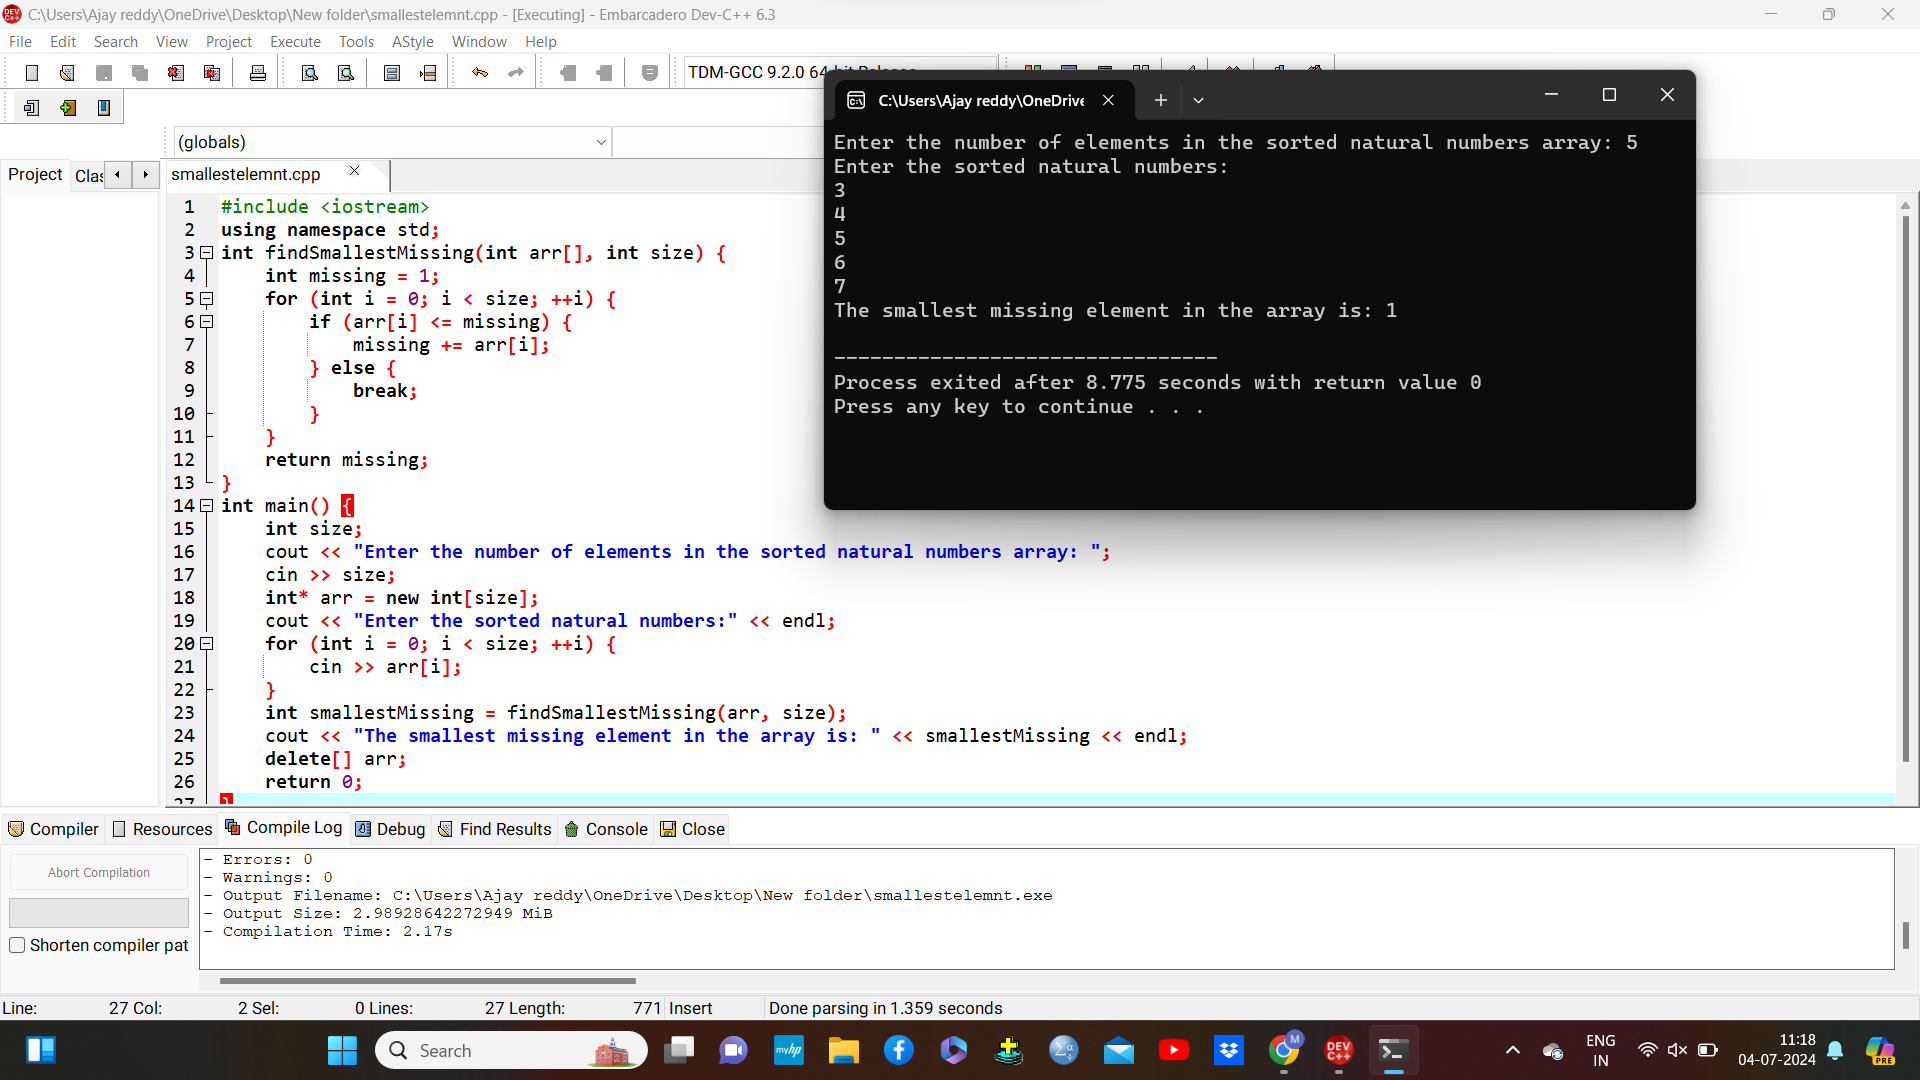 C:\Users\Ajay reddy\OneDrive\Desktop\New folder\smallestelemnt.cpp - [Executing] - Embarcadero Dev-C++ 6.3
File Edit Search View Project Execute Tools AStyle Window Help
TDM-GCC 9.2.0 64-bit Release
(globals)
Project Clas
smallestelemnt.cpp
1 #include <iostream>
2 using namespace std;
3 int findSmallestMissing(int arr[], int size) {
4 int missing = 1;
5 for (int i = 0; i < size; ++i) {
6 if (arr[i] <= missing) {
7 missing += arr[i];
8 } else {
9 break;
10 }
11 }
12 return missing;
13 }
14 int main() {
15 int size;
16 cout << "Enter the number of elements in the sorted natural numbers array: ";
17 cin >> size;
18 int* arr = new int[size];
19 cout << "Enter the sorted natural numbers:" << endl;
20 for (int i = 0; i < size; ++i) {
21 cin >> arr[i];
22 }
23 int smallestMissing = findSmallestMissing(arr, size);
24 cout << "The smallest missing element in the array is: " << smallestMissing << endl;
25 delete[] arr;
26 return 0;
27 }
C:\Users\Ajay reddy\OneDrive
Enter the number of elements in the sorted natural numbers array: 5
Enter the sorted natural numbers:
3
4
5
6
7
The smallest missing element in the array is: 1
--------------------------------
Process exited after 8.775 seconds with return value 0
Press any key to continue . . .
Compiler Resources Compile Log Debug Find Results Console Close
Abort Compilation
Shorten compiler pat
- Errors: 0
- Warnings: 0
- Output Filename: C:\Users\Ajay reddy\OneDrive\Desktop\New folder\smallestelemnt.exe
- Output Size: 2.98928642272949 MiB
- Compilation Time: 2.17s
Line: 27 Col: 2 Sel: 0 Lines: 27 Length: 771 Insert Done parsing in 1.359 seconds
Search
myhp
M
DEV C++
ENG
IN
11:18
04-07-2024
PRE